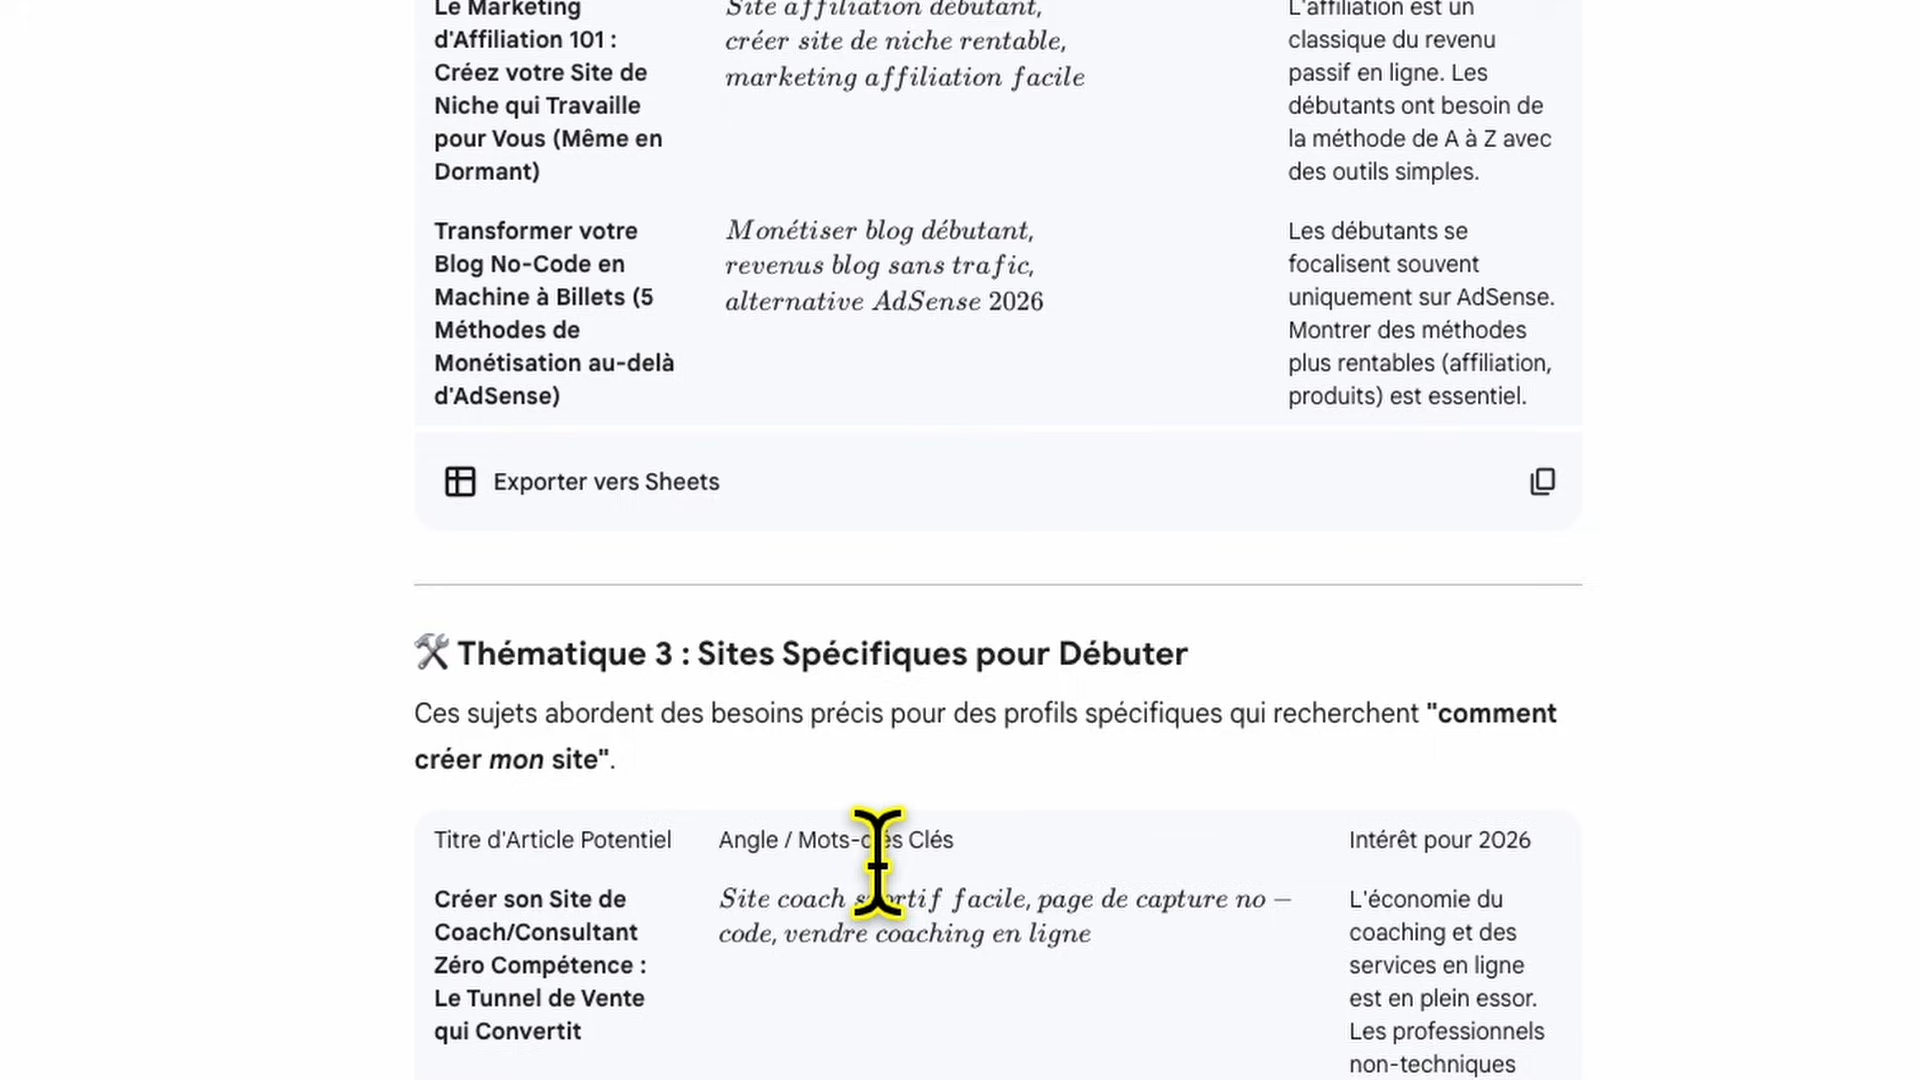 Le Marketing
d'Affiliation 101 :
Créez votre Site de
Niche qui Travaille
pour Vous (Même en
Dormant)
Site affiliation débutant,
créer site de niche rentable,
marketing affiliation facile
L'affiliation est un
classique du revenu
passif en ligne. Les
débutants ont besoin de
la méthode de A à Z avec
des outils simples.
Transformer votre
Blog No-Code en
Machine à Billets (5
Méthodes de
Monétisation au-delà
d'AdSense)
Monétiser blog débutant,
revenus blog sans trafic,
alternative AdSense 2026
Les débutants se
focalisent souvent
uniquement sur AdSense.
Montrer des méthodes
plus rentables (affiliation,
produits) est essentiel.
Exporter vers Sheets
🛠️ Thématique 3 : Sites Spécifiques pour Débuter
Ces sujets abordent des besoins précis pour des profils spécifiques qui recherchent "comment
créer mon site".
Titre d'Article Potentiel
Angle / Mots-clés Clés
Intérêt pour 2026
Créer son Site de
Coach/Consultant
Zéro Compétence :
Le Tunnel de Vente
qui Convertit
Site coach sportif facile, page de capture no –
code, vendre coaching en ligne
L'économie du
coaching et des
services en ligne
est en plein essor.
Les professionnels
non-techniques